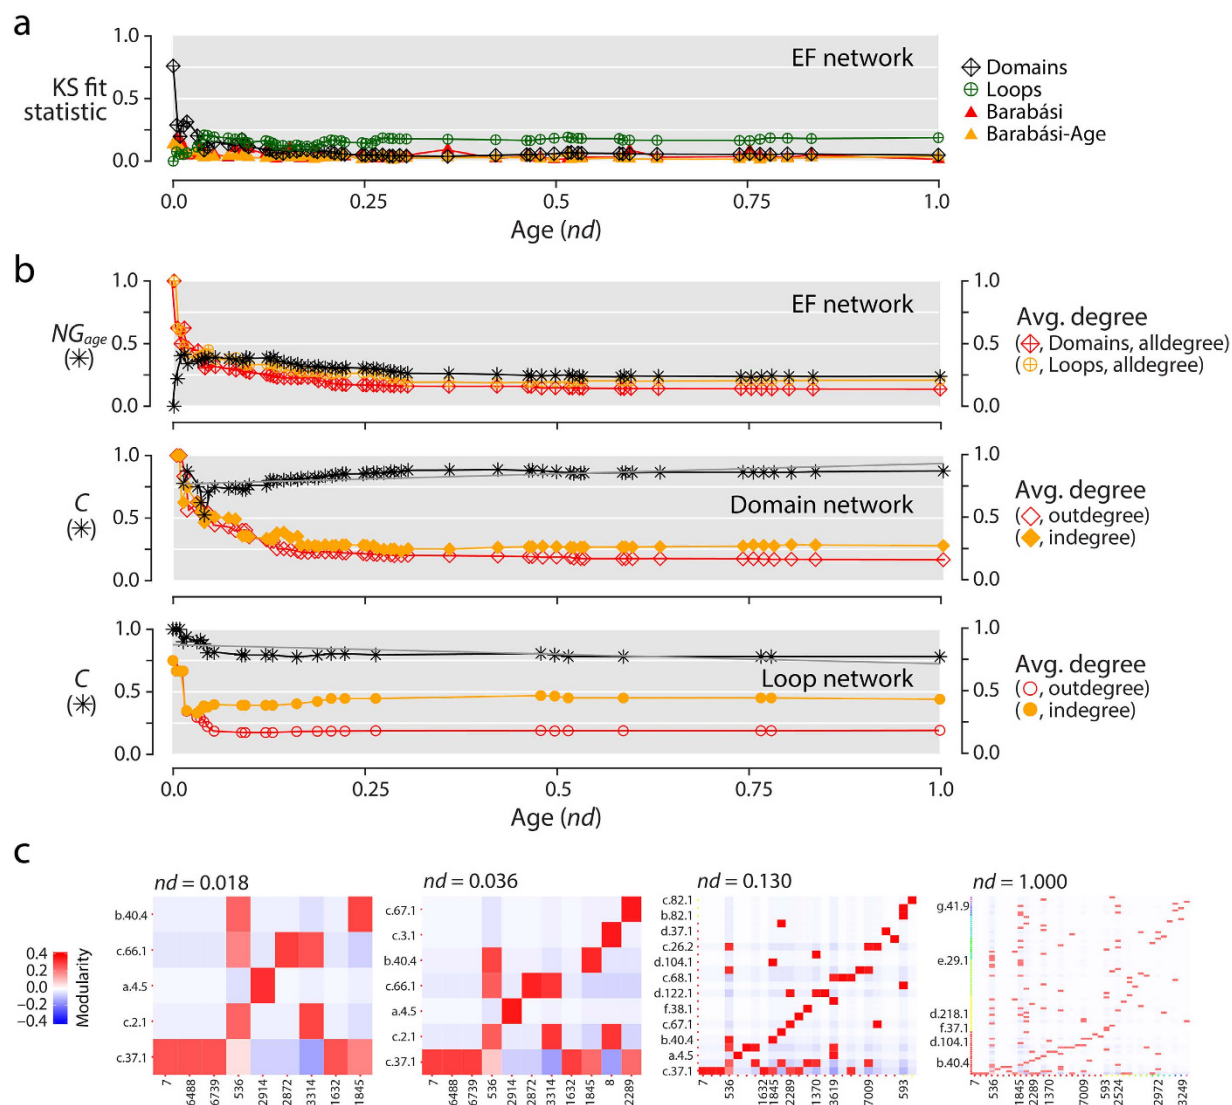 a
1.0
0.5
0.0
KS fit
statistic
EF network
Domains
Loops
Barabási
Barabási-Age
0.0 0.25 0.5 0.75 1.0
Age (nd)
b
1.0
0.5
0.0
NGage
(✳)
EF network
1.0
0.5
0.0
Avg. degree
(, Domains, alldegree)
(, Loops, alldegree)
1.0
0.5
0.0
C
(✳)
Domain network
1.0
0.5
0.0
Avg. degree
(, outdegree)
(, indegree)
1.0
0.5
0.0
C
(✳)
Loop network
1.0
0.5
0.0
Avg. degree
(, outdegree)
(, indegree)
0.0 0.25 0.5 0.75 1.0
Age (nd)
c
0.4
0.2
0.0
−0.2
−0.4
Modularity
nd = 0.018
b.40.4
c.66.1
a.4.5
c.2.1
c.37.1
7 6488 6739 536 2914 2872 3314 1632 1845
nd = 0.036
c.67.1
c.3.1
b.40.4
c.66.1
a.4.5
c.2.1
c.37.1
7 6488 6739 536 2914 2872 3314 1632 1845 8 2289
nd = 0.130
c.82.1
b.82.1
d.37.1
c.26.2
d.104.1
c.68.1
d.122.1
f.38.1
c.67.1
b.40.4
a.4.5
c.37.1
7 536 1632 1845 2289 1370 3619 7009 593
nd = 1.000
g.41.9
e.29.1
d.218.1
f.37.1
d.104.1
b.40.4
7 536 1845 2289 1370 7009 593 2524 2972 3249